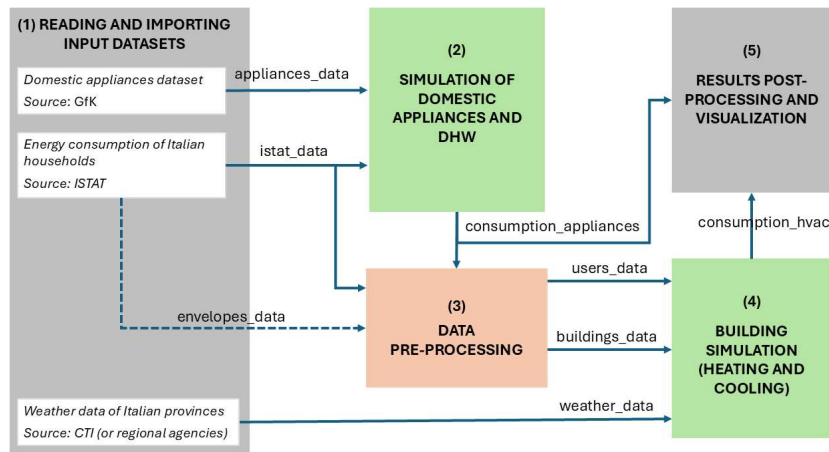 (1) READING AND IMPORTING
INPUT DATASETS
Domestic appliances dataset
Source: GfK
Energy consumption of Italian
households
Source: ISTAT
Weather data of Italian provinces
Source: CTI (or regional agencies)
appliances_data
istat_data
envelopes_data
(2)
SIMULATION OF
DOMESTIC
APPLIANCES AND
DHW
consumption_appliances
(3)
DATA
PRE-PROCESSING
users_data
buildings_data
weather_data
(4)
BUILDING
SIMULATION
(HEATING AND
COOLING)
consumption_hvac
(5)
RESULTS POST-
PROCESSING AND
VISUALIZATION